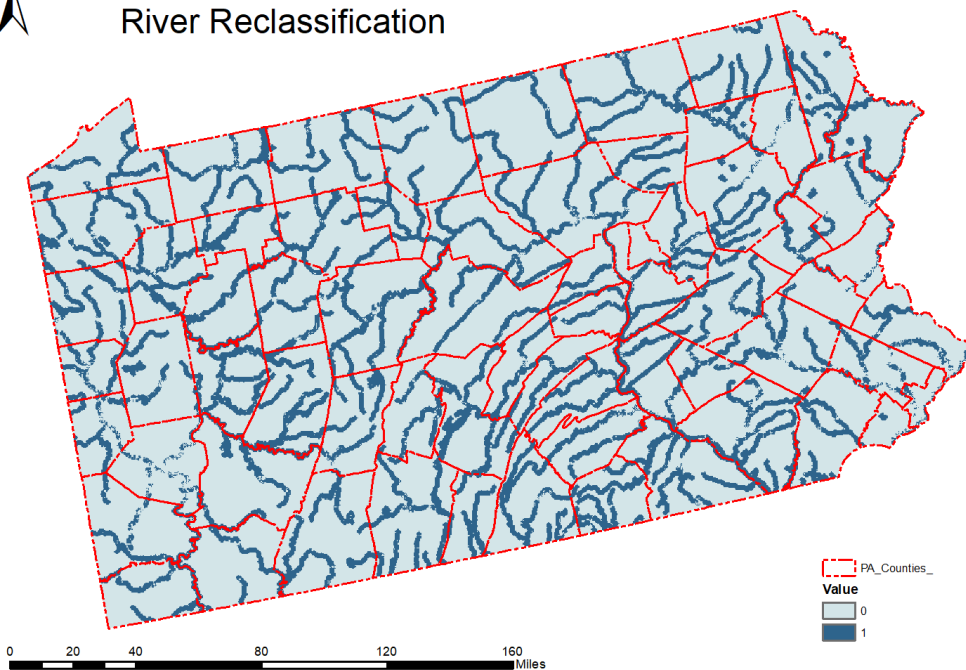 River Reclassification
PA_Counties_
Value
0
1
0 20 40 80 120 160
Miles